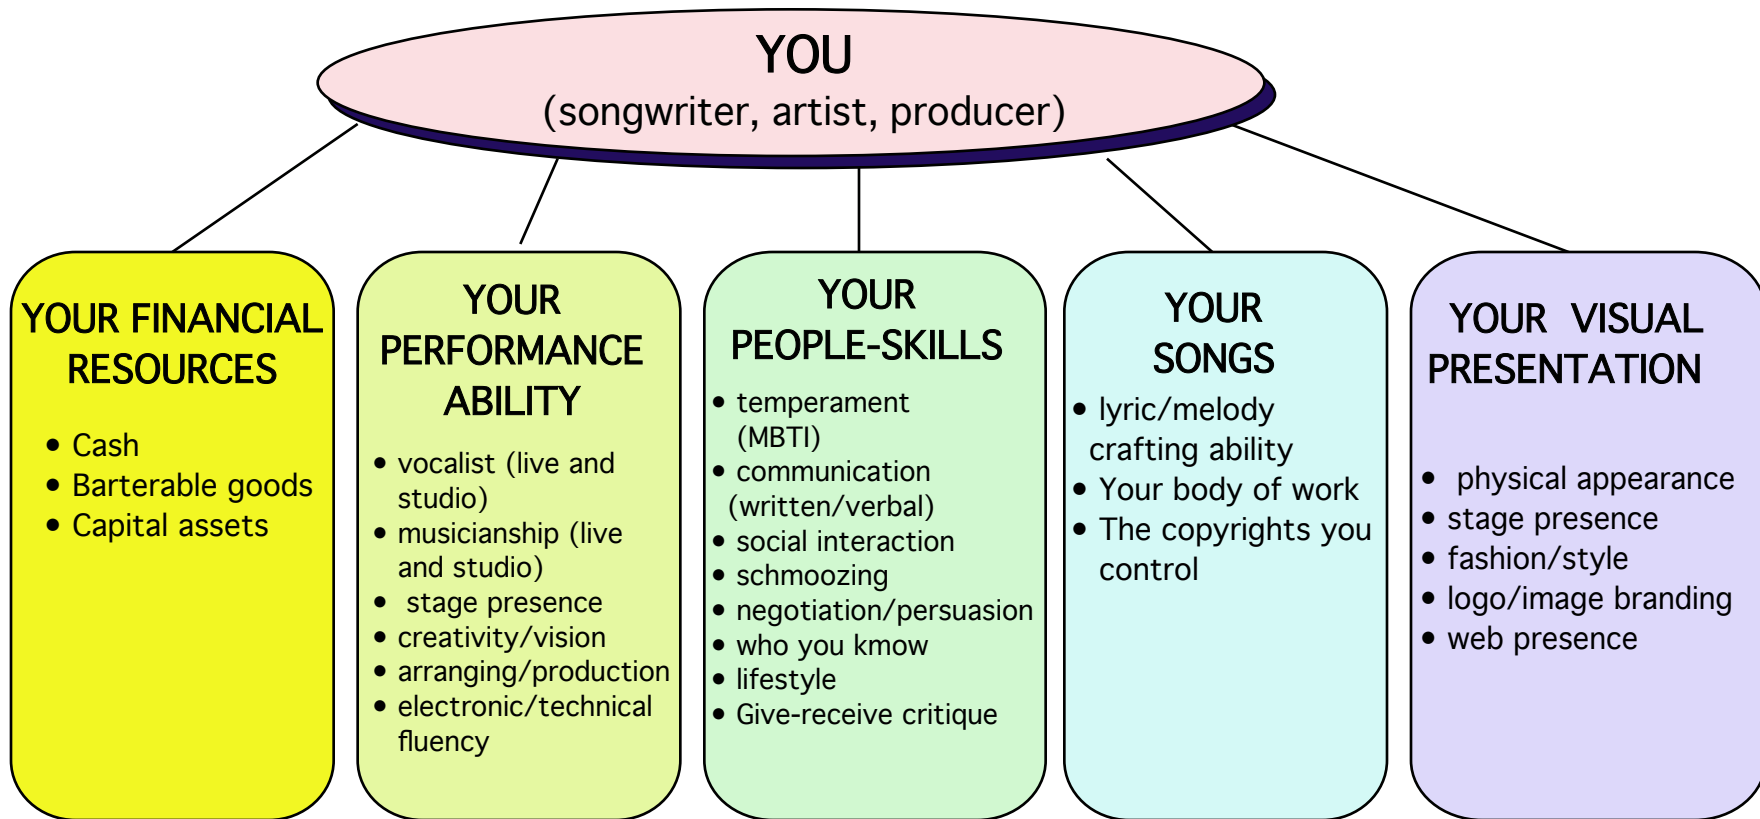 YOU
(songwriter, artist, producer)
YOUR FINANCIAL
RESOURCES
• Cash
• Barterable goods
• Capital assets
YOUR
PERFORMANCE
ABILITY
• vocalist (live and
studio)
• musicianship (live
and studio)
• stage presence
• creativity/vision
• arranging/production
• electronic/technical
fluency
YOUR
PEOPLE-SKILLS
• temperament
(MBTI)
• communication
(written/verbal)
• social interaction
• schmoozing
• negotiation/persuasion
• who you kmow
• lifestyle
• Give-receive critique
YOUR
SONGS
• lyric/melody
crafting ability
• Your body of work
• The copyrights you
control
YOUR VISUAL
PRESENTATION
• physical appearance
• stage presence
• fashion/style
• logo/image branding
• web presence